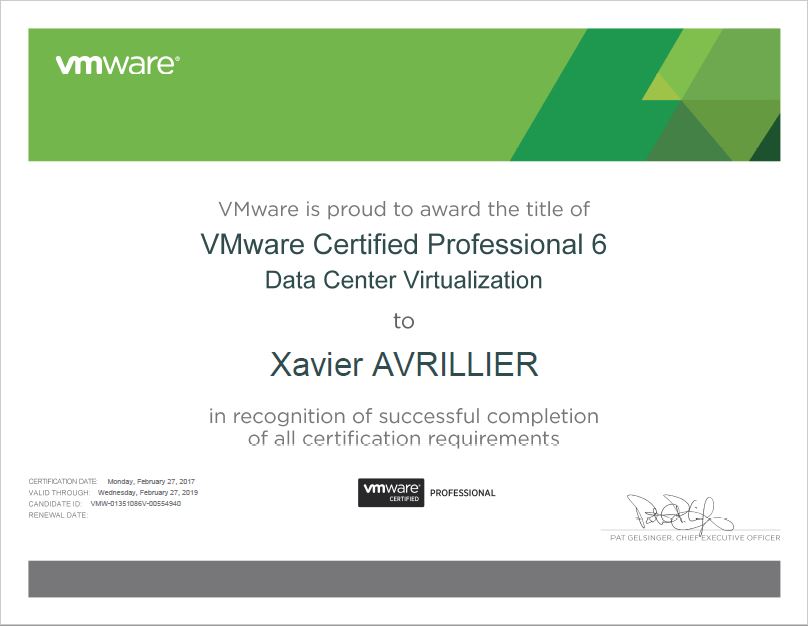 vmware®
VMware is proud to award the title of
VMware Certified Professional 6
Data Center Virtualization
to
Xavier AVRILLIER
in recognition of successful completion
of all certification requirements
CERTIFICATION DATE: Monday, February 27, 2017
VALID THROUGH: Wednesday, February 27, 2019
CANDIDATE ID: VMW-01351086V-00554940
RENEWAL DATE:
vmware®
CERTIFIED
PROFESSIONAL
PAT GELSINGER, CHIEF EXECUTIVE OFFICER